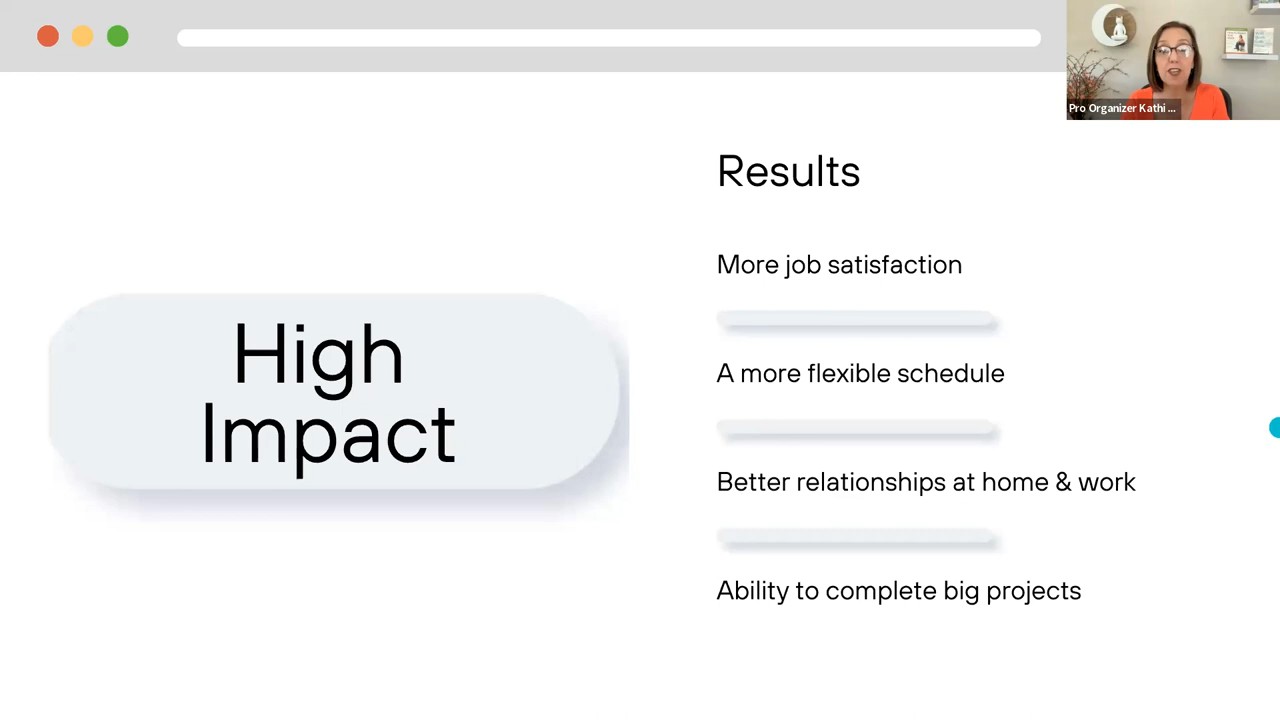 Pro Organizer Kathi ...
Results
More job satisfaction
High
Impact
A more flexible schedule
Better relationships at home & work
Ability to complete big projects